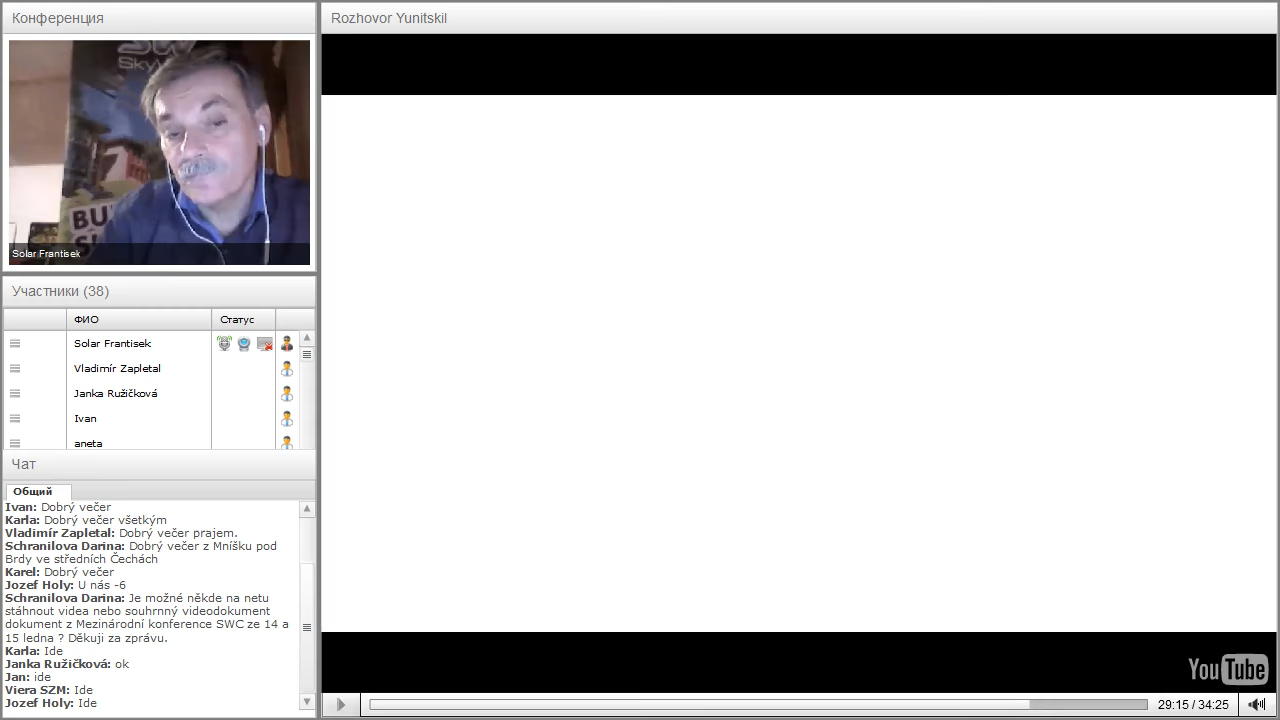 Конференция
Rozhovor Yunitskil
SkyW
BU
Solar Frantisek
Участники (38)
ФИО
Статус
Solar Frantisek
Vladimír Zapletal
Janka Ružičková
Ivan
aneta
Чат
Общий
Ivan: Dobrý večer
Karla: Dobrý večer všetkým
Vladimír Zapletal: Dobrý večer prajem.
Schranilova Darina: Dobrý večer z Mníšku pod
Brdy ve středních Čechách
Karel: Dobrý večer
Jozef Holy: U nás -6
Schranilova Darina: Je možné někde na netu
stáhnout videa nebo souhrnný videodokument
dokument z Mezinárodní konference SWC ze 14 a
15 ledna ? Děkuji za zprávu.
Karla: Ide
Janka Ružičková: ok
Jan: ide
Viera SZM: Ide
Jozef Holy: Ide
YouTube
29:15 / 34:25